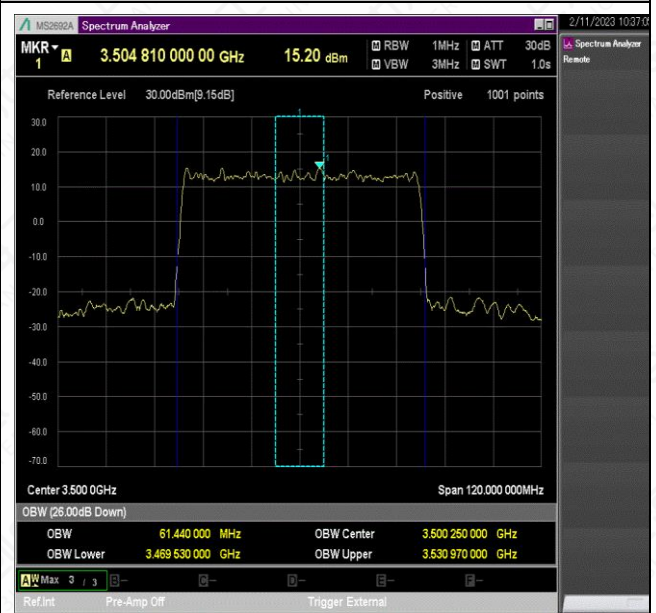 MS2692A Spectrum Analyzer
2/11/2023 10:37:0
MKR A 3.504 810 000 00 GHz 15.20 dBm M RBW 1MHz M ATT 30dB
1 M VBW 3MHz M SWT 1.0s
Spectrum Analyzer
Remote
Reference Level 30.00dBm[9.15dB] Positive 1001 points
1
30.0
20.0
1
10.0
0.0
-10.0
-20.0
-30.0
-40.0
-50.0
-60.0
-70.0
Center 3.500 0GHz Span 120.000 000MHz
OBW (26.00dB Down)
OBW 61.440 000 MHz OBW Center 3.500 250 000 GHz
OBW Lower 3.469 530 000 GHz OBW Upper 3.530 970 000 GHz
A W Max 3 / 3 B- C- D- E- F-
Ref.Int Pre-Amp Off Trigger External